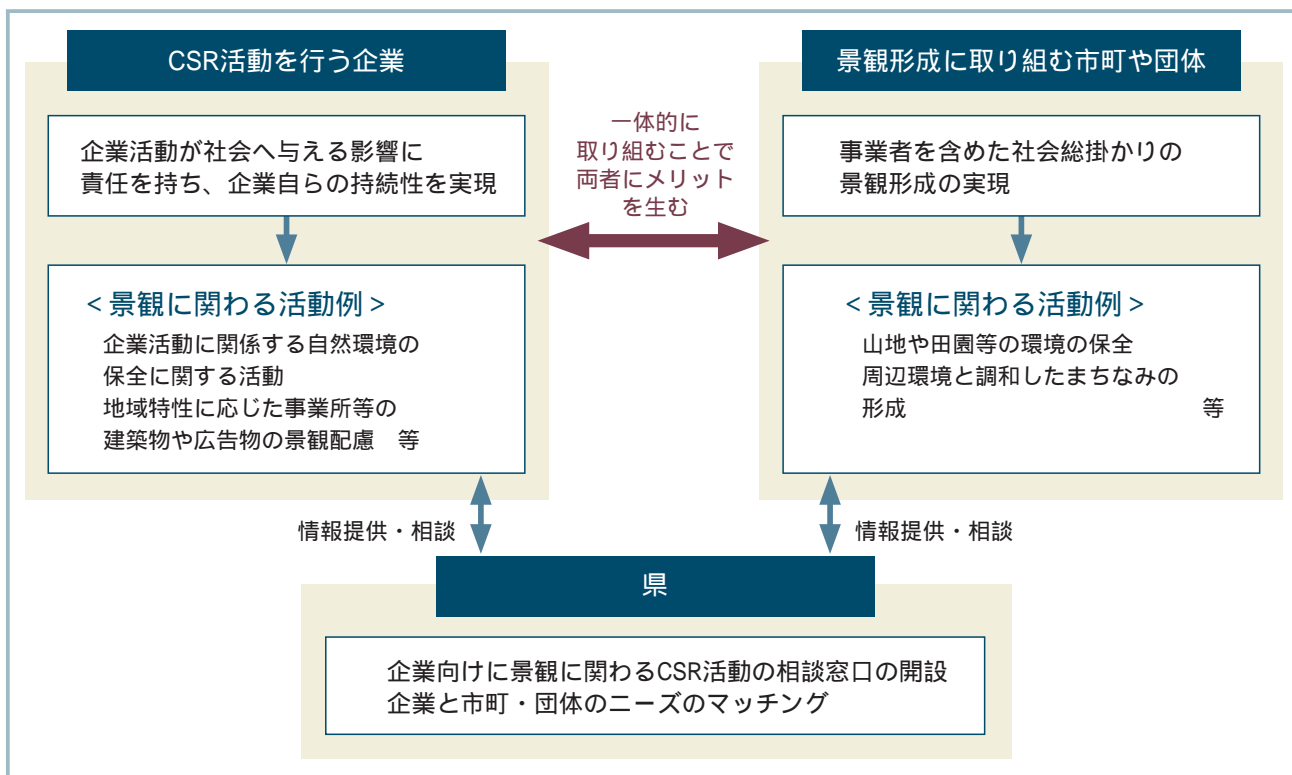 CSR活動を行う企業
企業活動が社会へ与える影響に
責任を持ち、企業自らの持続性を実現
<景観に関わる活動例>
企業活動に関係する自然環境の
保全に関する活動
地域特性に応じた事業所等の
建築物や広告物の景観配慮　等
一体的に
取り組むことで
両者にメリット
を生む
景観形成に取り組む市町や団体
事業者を含めた社会総掛かりの
景観形成の実現
<景観に関わる活動例>
山地や田園等の環境の保全
周辺環境と調和したまちなみの
形成　等
情報提供・相談
情報提供・相談
県
企業向けに景観に関わるCSR活動の相談窓口の開設
企業と市町・団体のニーズのマッチング